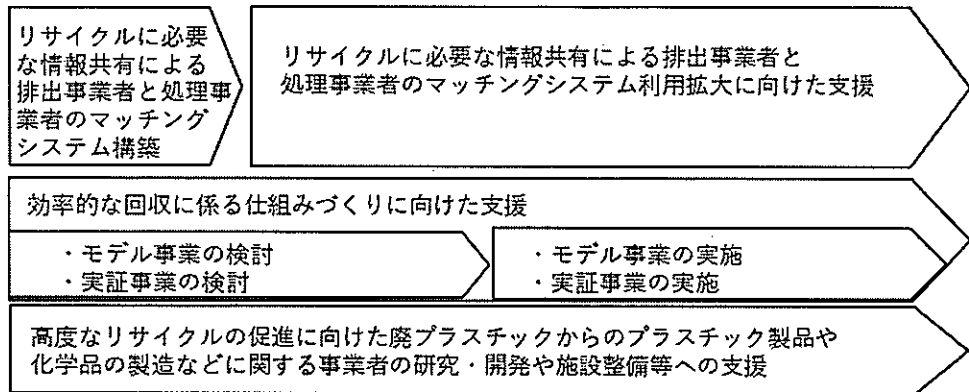 リサイクルに必要
な情報共有による
排出事業者と処理事
業者のマッチング
システム構築
リサイクルに必要な情報共有による排出事業者と
処理事業者のマッチングシステム利用拡大に向けた支援
効率的な回収に係る仕組みづくりに向けた支援
・モデル事業の検討
・実証事業の検討
・モデル事業の実施
・実証事業の実施
高度なリサイクルの促進に向けた廃プラスチックからのプラスチック製品や
化学品の製造などに関する事業者の研究・開発や施設整備等への支援